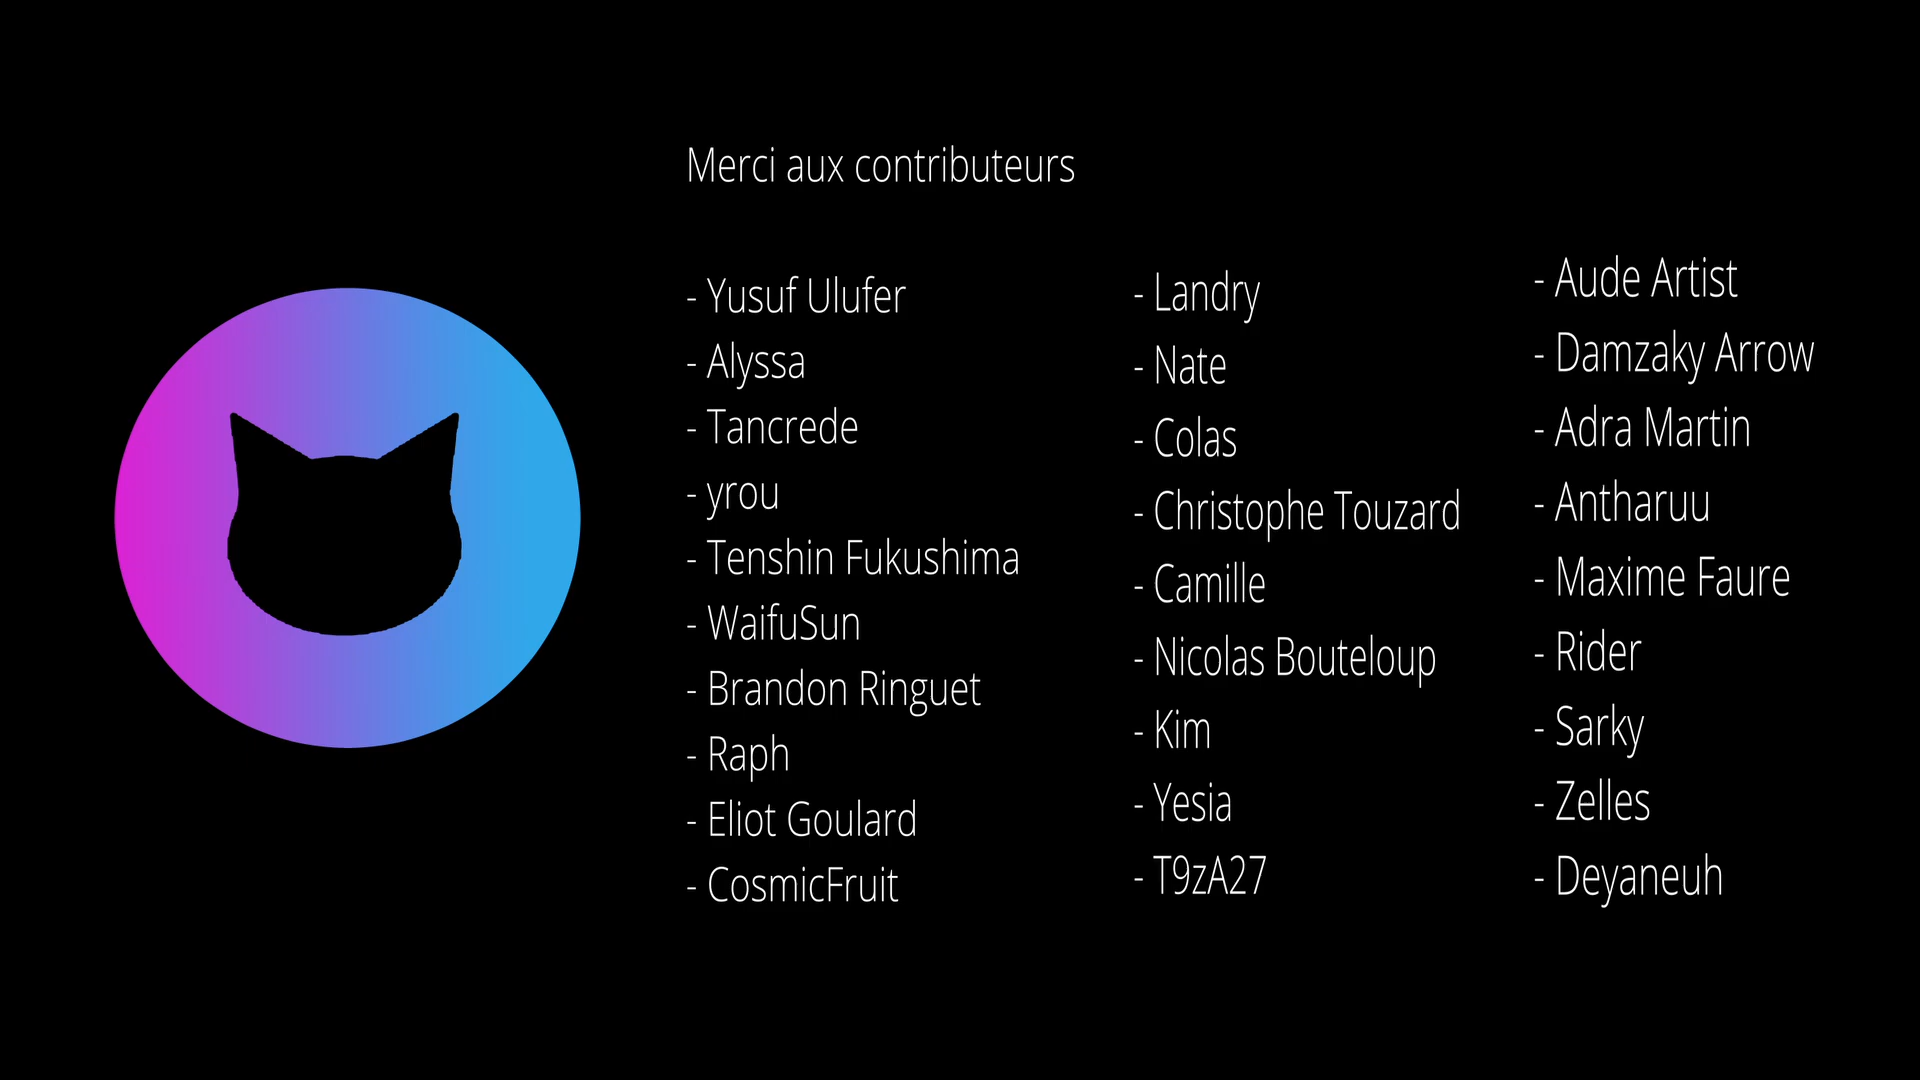 Merci aux contributeurs
- Yusuf Ulufer
- Alyssa
- Tancrede
- yrou
- Tenshin Fukushima
- WaifuSun
- Brandon Ringuet
- Raph
- Eliot Goulard
- CosmicFruit
- Landry
- Nate
- Colas
- Christophe Touzard
- Camille
- Nicolas Bouteloup
- Kim
- Yesia
- T9zA27
- Aude Artist
- Damzaky Arrow
- Adra Martin
- Antharuu
- Maxime Faure
- Rider
- Sarky
- Zelles
- Deyaneuh